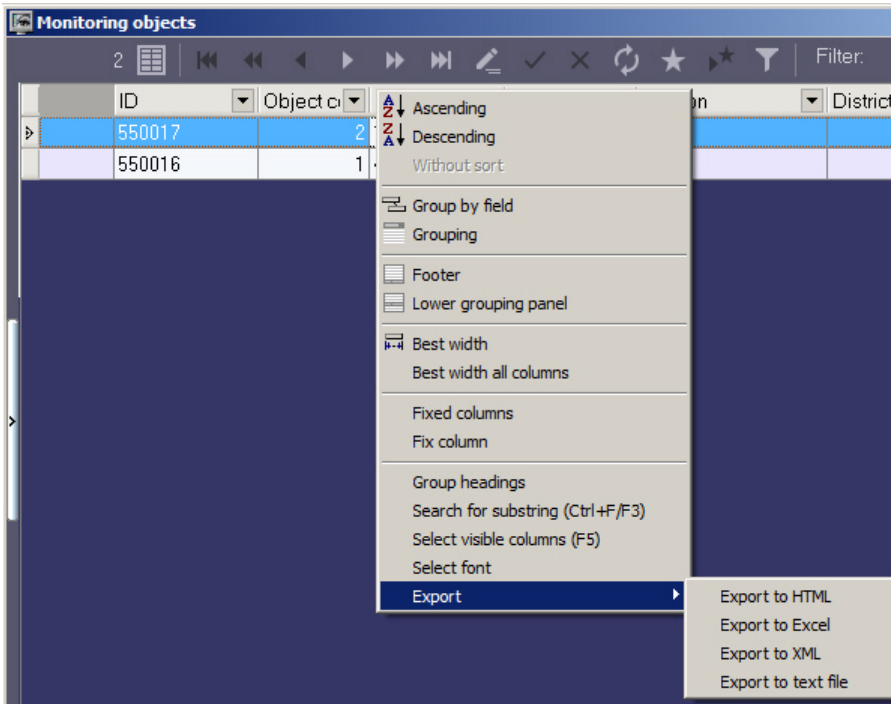 Monitoring objects
2 Filter:
ID Object District
550017 2
550016 1
Ascending
Descending
Without sort
Group by field
Grouping
Footer
Lower grouping panel
Best width
Best width all columns
Fixed columns
Fix column
Group headings
Search for substring (Ctrl+F/F3)
Select visible columns (F5)
Select font
Export
Export to HTML
Export to Excel
Export to XML
Export to text file